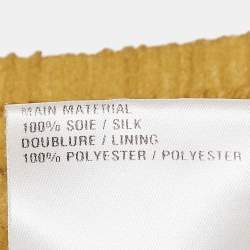 MAIN MATERIAL
100% SOIE / SILK
DOUBLURE / LINING
100% POLYESTER / POLYESTER